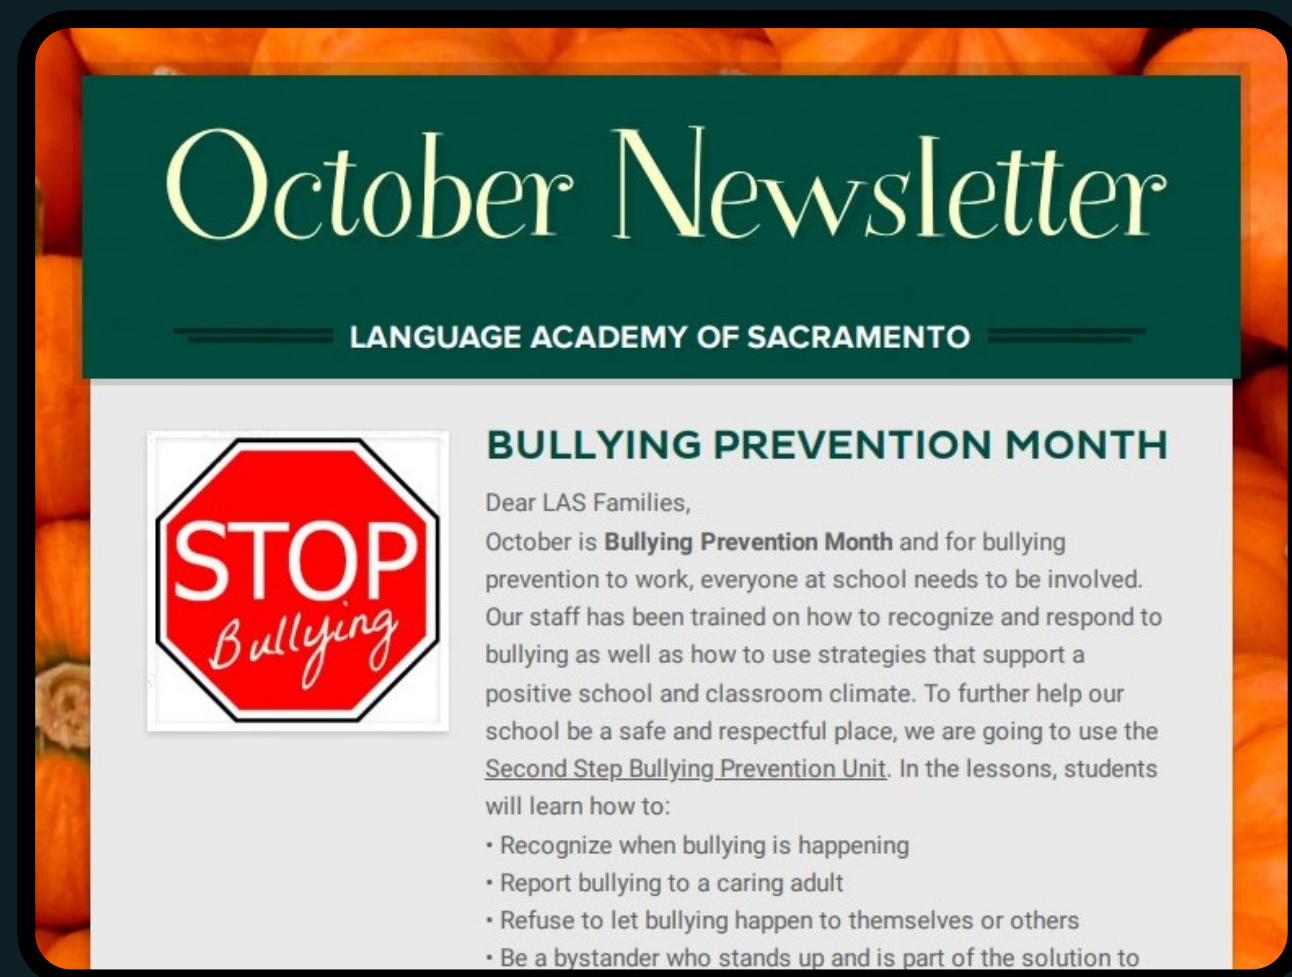 October Newsletter
LANGUAGE ACADEMY OF SACRAMENTO
STOP
Bullying
BULLYING PREVENTION MONTH
Dear LAS Families,
October is Bullying Prevention Month and for bullying
prevention to work, everyone at school needs to be involved.
Our staff has been trained on how to recognize and respond to
bullying as well as how to use strategies that support a
positive school and classroom climate. To further help our
school be a safe and respectful place, we are going to use the
Second Step Bullying Prevention Unit. In the lessons, students
will learn how to:
• Recognize when bullying is happening
• Report bullying to a caring adult
• Refuse to let bullying happen to themselves or others
• Be a bystander who stands up and is part of the solution to